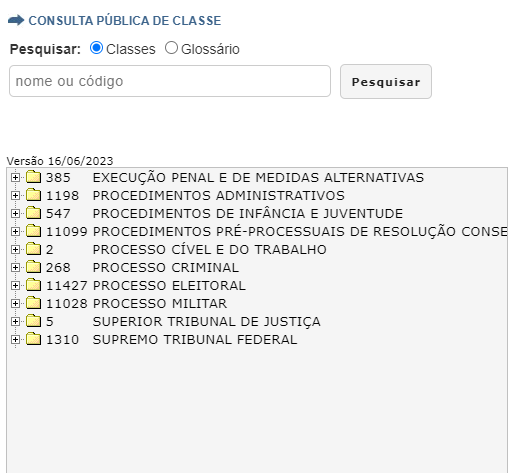 CONSULTA PÚBLICA DE CLASSE
Pesquisar: Classes Glossário
nome ou código Pesquisar
Versão 16/06/2023
385 EXECUÇÃO PENAL E DE MEDIDAS ALTERNATIVAS
1198 PROCEDIMENTOS ADMINISTRATIVOS
547 PROCEDIMENTOS DE INFÂNCIA E JUVENTUDE
11099 PROCEDIMENTOS PRÉ-PROCESSUAIS DE RESOLUÇÃO CONSE
2 PROCESSO CÍVEL E DO TRABALHO
268 PROCESSO CRIMINAL
11427 PROCESSO ELEITORAL
11028 PROCESSO MILITAR
5 SUPERIOR TRIBUNAL DE JUSTIÇA
1310 SUPREMO TRIBUNAL FEDERAL